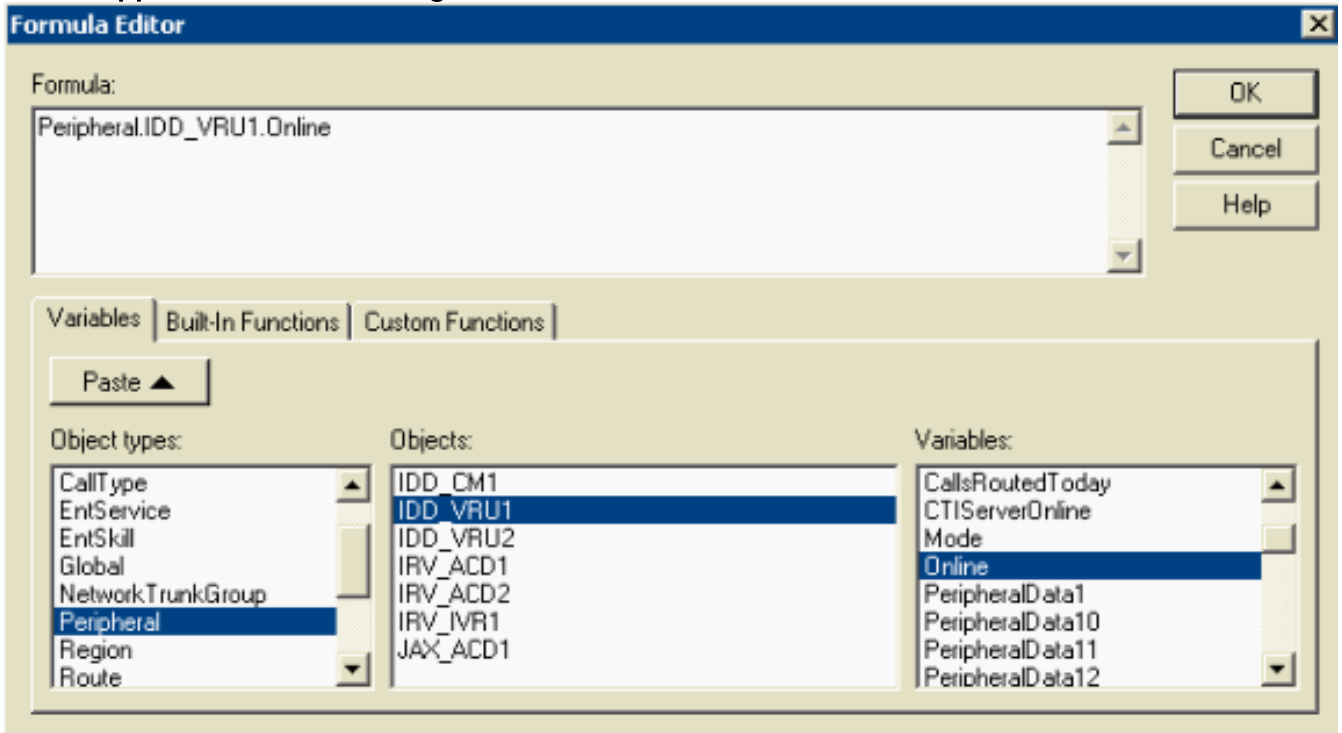 Formula Editor
Formula:
Peripheral.IDD_VRU1.Online
OK
Cancel
Help
Variables Built-In Functions Custom Functions
Paste
Object types: Objects: Variables:
CallType IDD_CM1 CallsRoutedToday
EntService IDD_VRU1 CTIServerOnline
EntSkill IDD_VRU2 Mode
Global IRV_ACD1 Online
NetworkTrunkGroup IRV_ACD2 PeripheralData1
Peripheral IRV_IVR1 PeripheralData10
Region JAX_ACD1 PeripheralData11
Route PeripheralData12